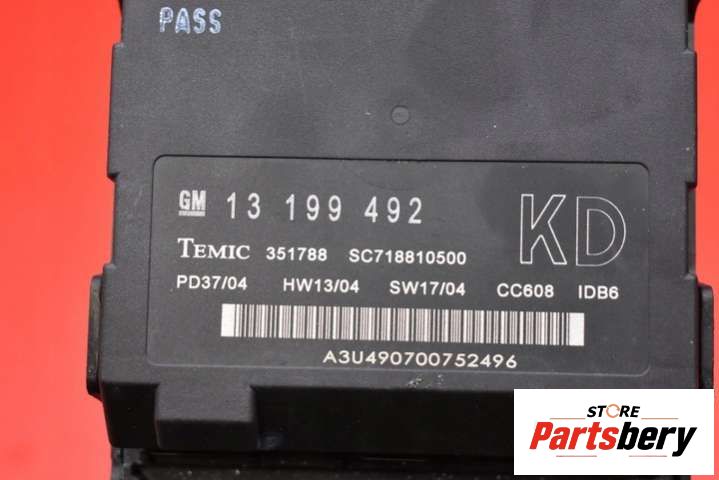 PASS
GM 13 199 492 KD
TEMIC 351788 SC718810500
PD37/04 HW13/04 SW17/04 CC608 IDB6
A3U490700752496
STORE
Partsbery